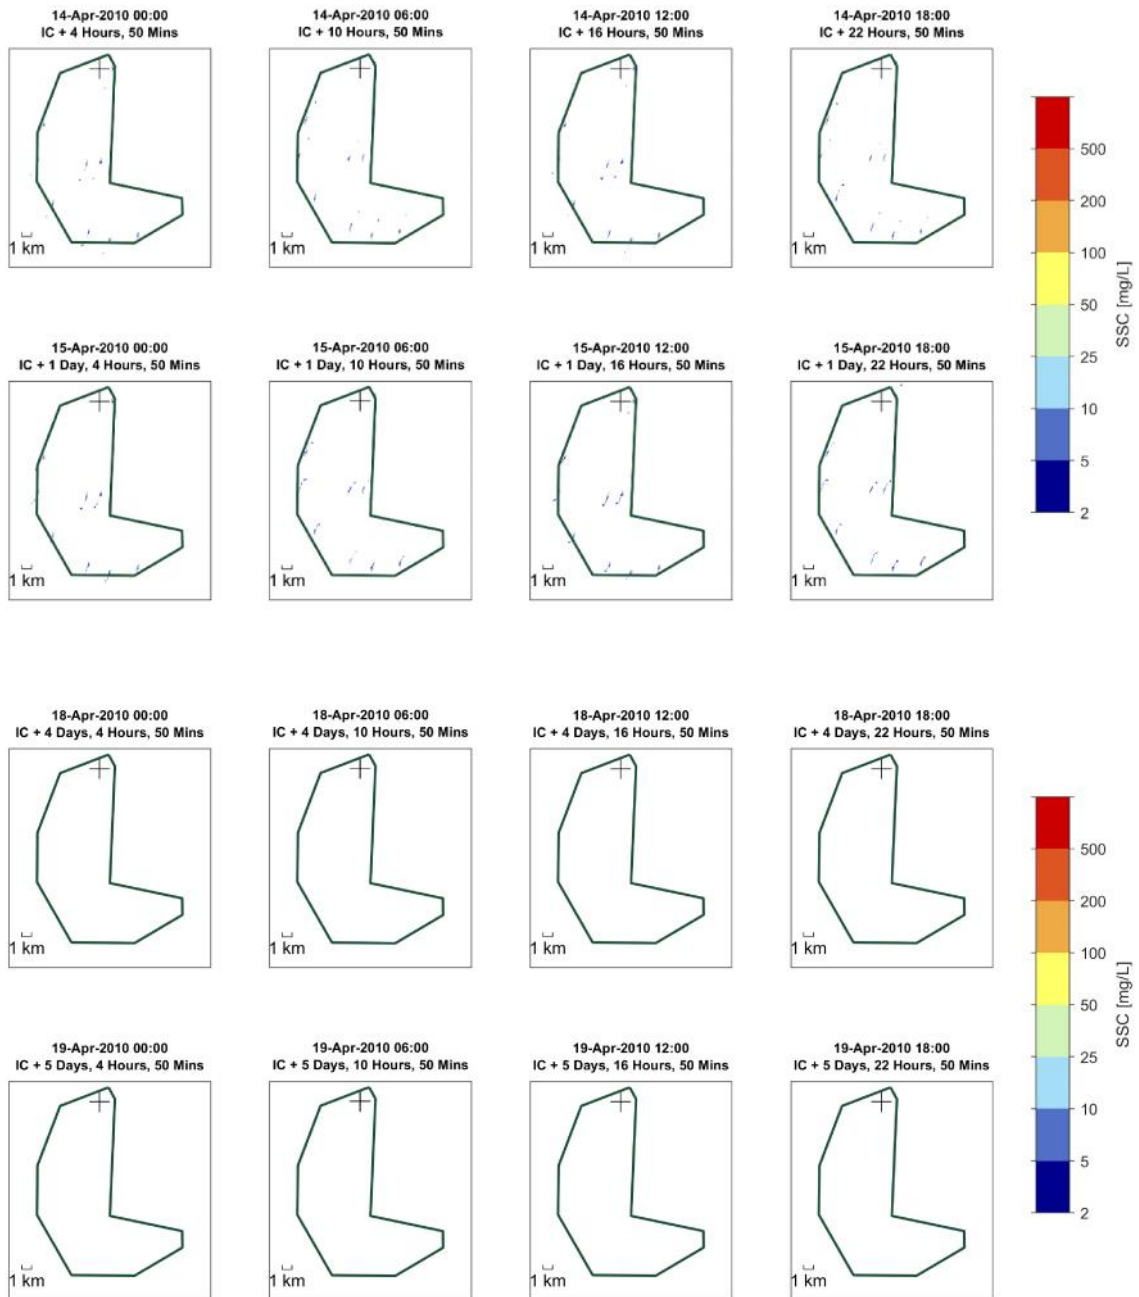 14-Apr-2010 00:00
IC + 4 Hours, 50 Mins
1 km
14-Apr-2010 06:00
IC + 10 Hours, 50 Mins
1 km
14-Apr-2010 12:00
IC + 16 Hours, 50 Mins
1 km
14-Apr-2010 18:00
IC + 22 Hours, 50 Mins
1 km
15-Apr-2010 00:00
IC + 1 Day, 4 Hours, 50 Mins
1 km
15-Apr-2010 06:00
IC + 1 Day, 10 Hours, 50 Mins
1 km
15-Apr-2010 12:00
IC + 1 Day, 16 Hours, 50 Mins
1 km
15-Apr-2010 18:00
IC + 1 Day, 22 Hours, 50 Mins
1 km
500
200
100
50
25
10
5
2
SSC [mg/L]
18-Apr-2010 00:00
IC + 4 Days, 4 Hours, 50 Mins
1 km
18-Apr-2010 06:00
IC + 4 Days, 10 Hours, 50 Mins
1 km
18-Apr-2010 12:00
IC + 4 Days, 16 Hours, 50 Mins
1 km
18-Apr-2010 18:00
IC + 4 Days, 22 Hours, 50 Mins
1 km
19-Apr-2010 00:00
IC + 5 Days, 4 Hours, 50 Mins
1 km
19-Apr-2010 06:00
IC + 5 Days, 10 Hours, 50 Mins
1 km
19-Apr-2010 12:00
IC + 5 Days, 16 Hours, 50 Mins
1 km
19-Apr-2010 18:00
IC + 5 Days, 22 Hours, 50 Mins
1 km
500
200
100
50
25
10
5
2
SSC [mg/L]